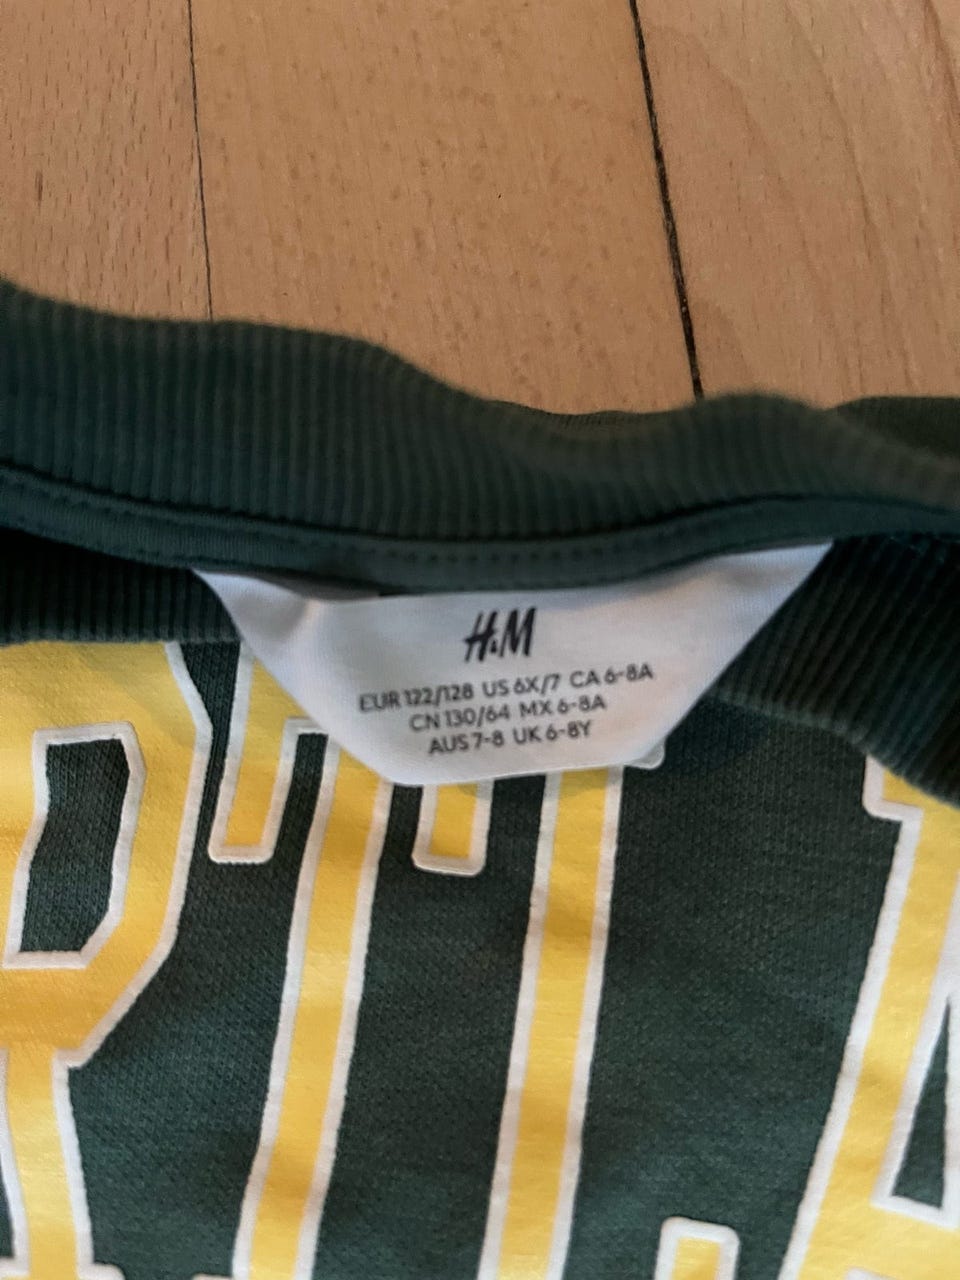 H&M
EUR 122/128 US 6X/7 CA 6-8A
CN 130/64 MX 6-8A
AUS 7-8 UK 6-8Y